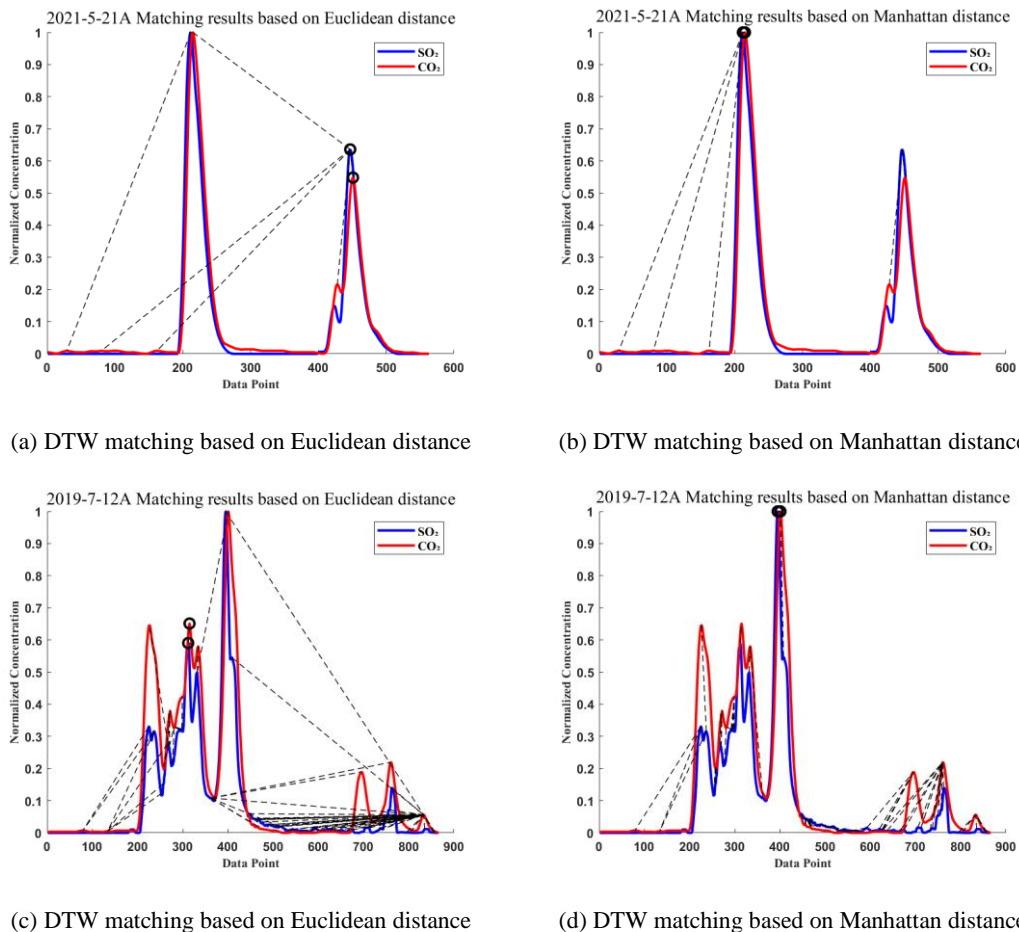 2021-5-21A Matching results based on Euclidean distance
1
0.9
0.8
0.7
0.6
0.5
0.4
0.3
0.2
0.1
0
Normalized Concentration
SO₂
CO₂
0 100 200 300 400 500 600
Data Point
(a) DTW matching based on Euclidean distance
2021-5-21A Matching results based on Manhattan distance
1
0.9
0.8
0.7
0.6
0.5
0.4
0.3
0.2
0.1
0
Normalized Concentration
SO₂
CO₂
0 100 200 300 400 500 600
Data Point
(b) DTW matching based on Manhattan distanc
2019-7-12A Matching results based on Euclidean distance
1
0.9
0.8
0.7
0.6
0.5
0.4
0.3
0.2
0.1
0
Normalized Concentration
SO₂
CO₂
0 100 200 300 400 500 600 700 800 900
Data Point
(c) DTW matching based on Euclidean distance
2019-7-12A Matching results based on Manhattan distance
1
0.9
0.8
0.7
0.6
0.5
0.4
0.3
0.2
0.1
0
Normalized Concentration
SO₂
CO₂
0 100 200 300 400 500 600 700 800 900
Data Point
(d) DTW matching based on Manhattan distanc